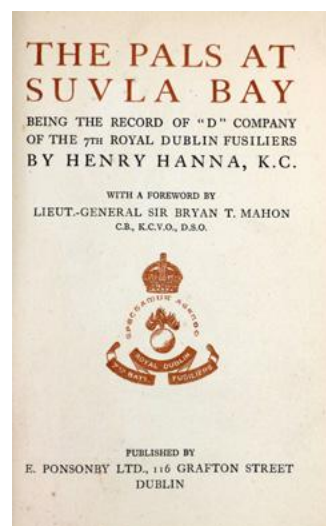 THE PALS AT
SUVLA BAY
BEING THE RECORD OF "D" COMPANY
OF THE 7TH ROYAL DUBLIN FUSILIERS
BY HENRY HANNA, K.C.
WITH A FOREWORD BY
LIEUT.-GENERAL SIR BRYAN T. MAHON
C.B., K.C.V.O., D.S.O.
SPECTAMUR AGENDO
ROYAL DUBLIN
7TH BATT. FUSILIERS
PUBLISHED BY
E. PONSONBY LTD., 116 GRAFTON STREET
DUBLIN